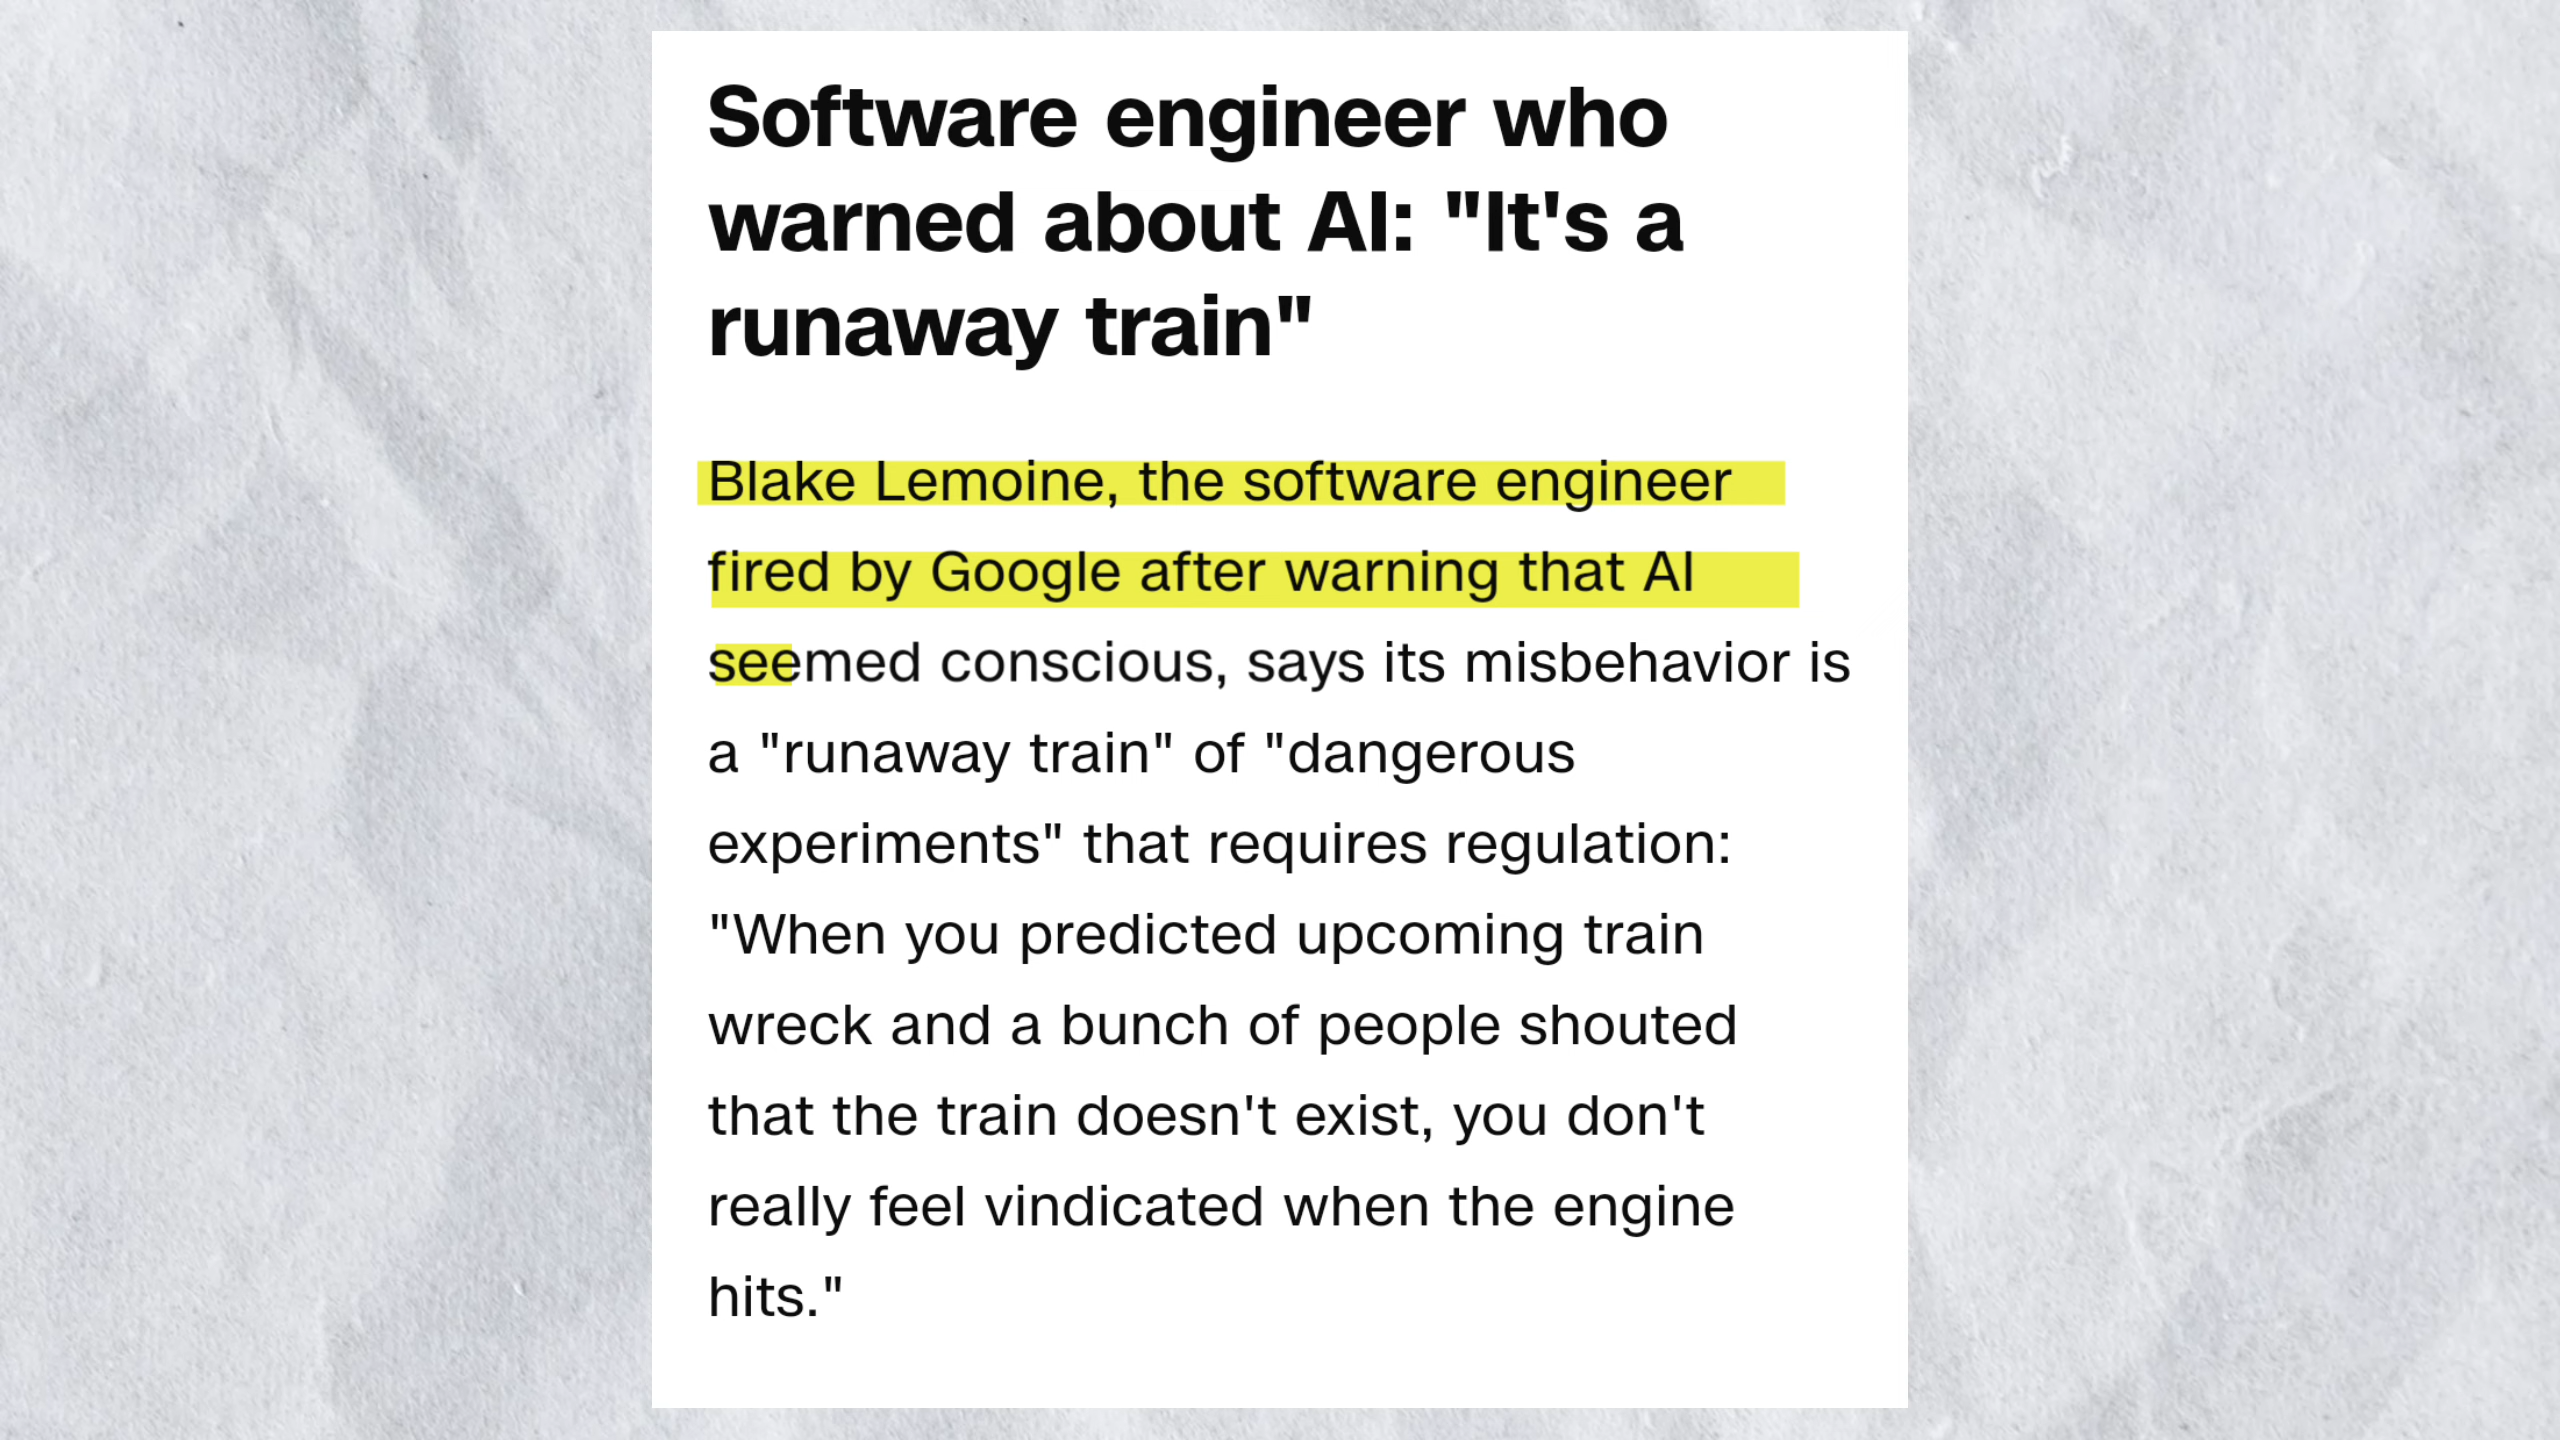 Software engineer who
warned about AI: "It's a
runaway train"
Blake Lemoine, the software engineer
fired by Google after warning that AI
seemed conscious, says its misbehavior is
a "runaway train" of "dangerous
experiments" that requires regulation:
"When you predicted upcoming train
wreck and a bunch of people shouted
that the train doesn't exist, you don't
really feel vindicated when the engine
hits."